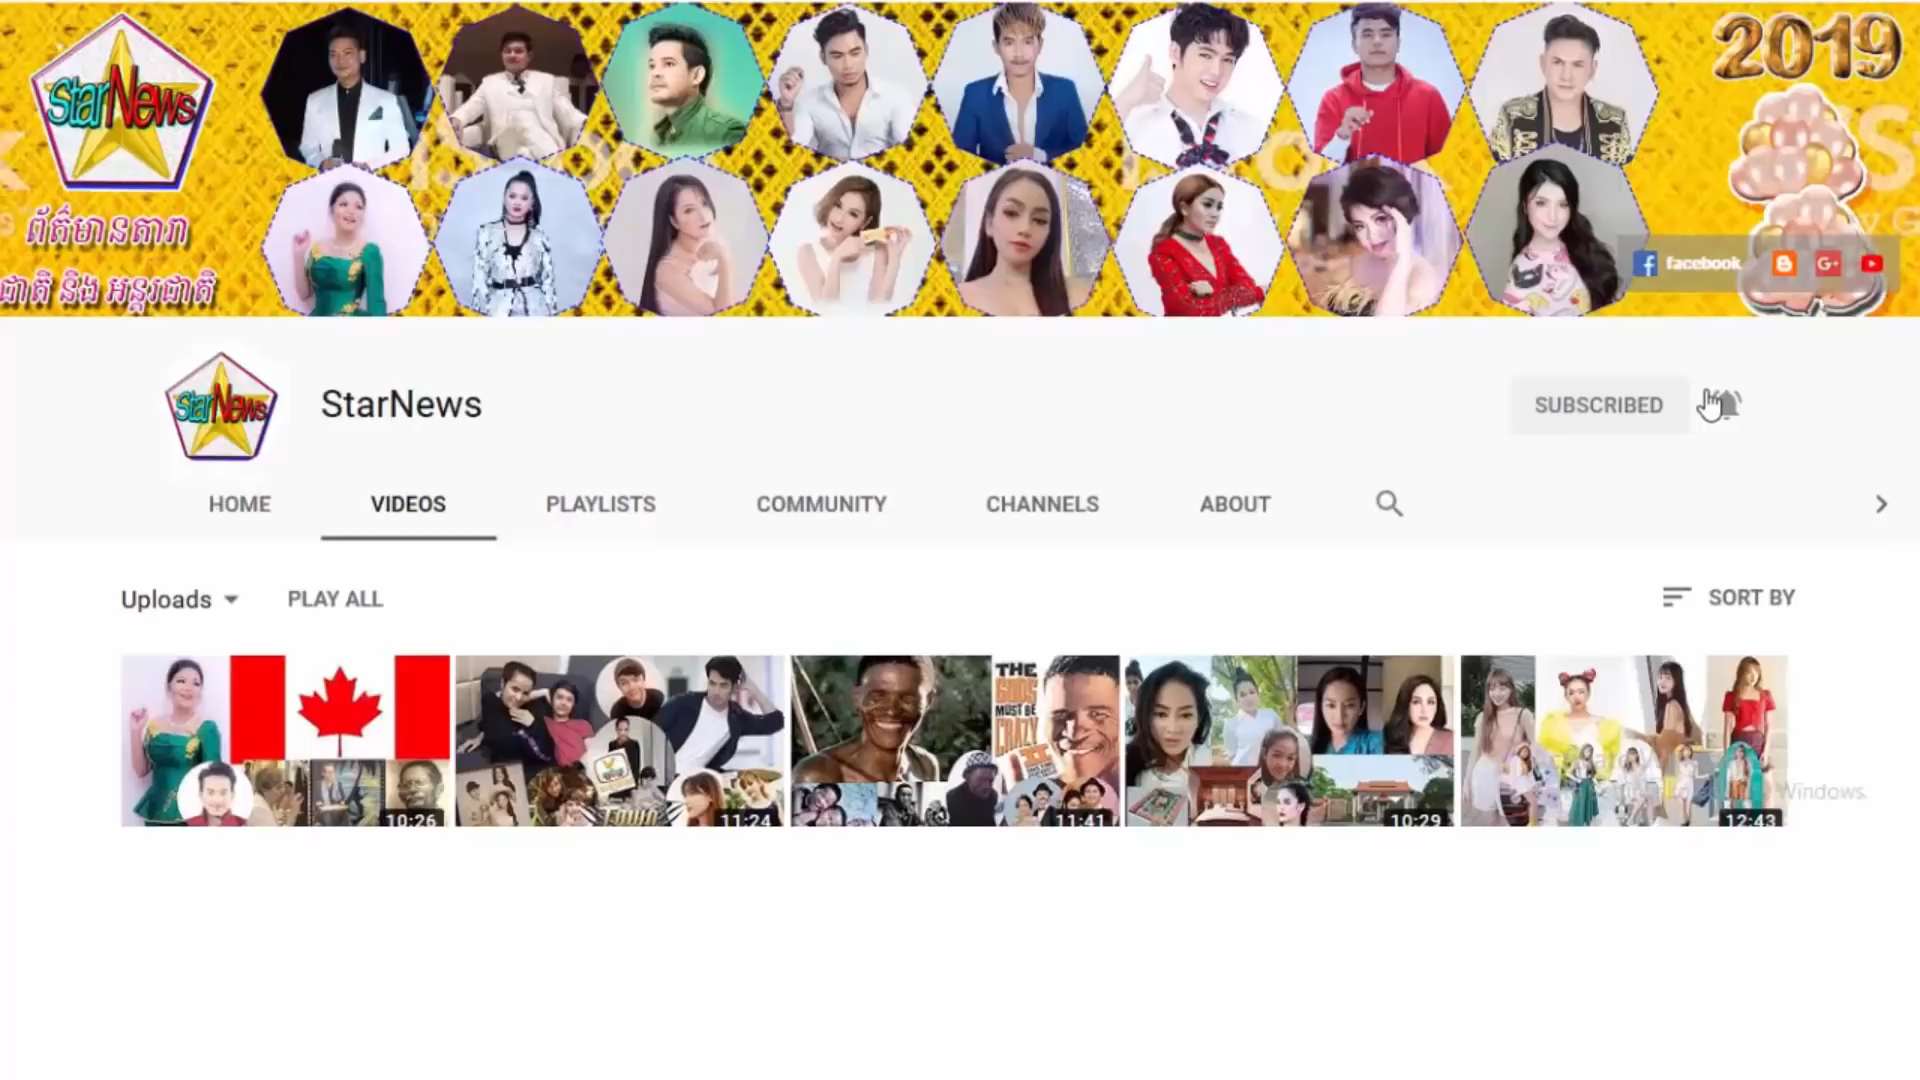 StarNews
2019
ព័ត៌មានតារា
ជាតិ និង អន្តរជាតិ
facebook
G+
StarNews
StarNews
SUBSCRIBED
HOME
VIDEOS
PLAYLISTS
COMMUNITY
CHANNELS
ABOUT
Uploads
PLAY ALL
SORT BY
THE
GODS
MUST BE
CRAZY
II
10:26
11:24
11:41
10:29
12:43
Windows.